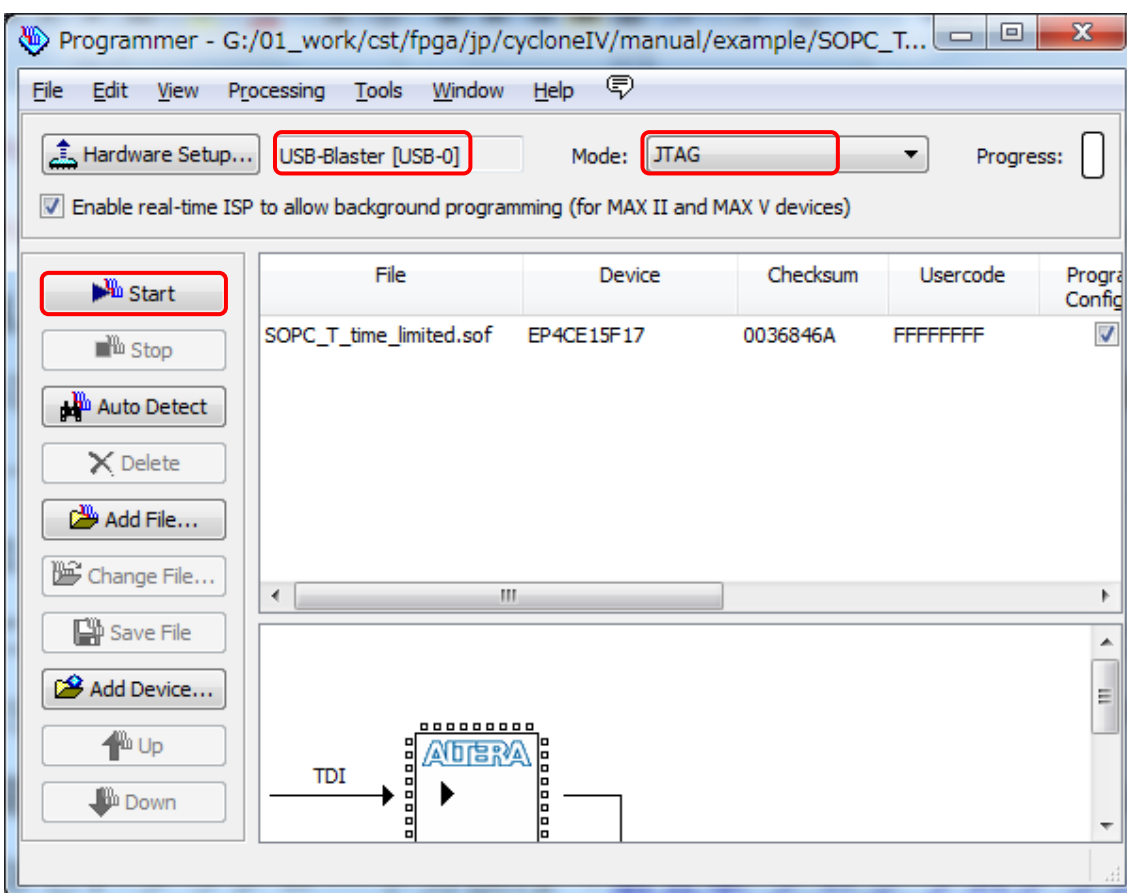 Programmer - G:/01_work/cst/fpga/jp/cycloneIV/manual/example/SOPC_T...
File Edit View Processing Tools Window Help
Hardware Setup... USB-Blaster [USB-0] Mode: JTAG Progress:
Enable real-time ISP to allow background programming (for MAX II and MAX V devices)
Start
Stop
Auto Detect
Delete
Add File...
Change File...
Save File
Add Device...
Up
Down
File Device Checksum Usercode Progra
Config
SOPC_T_time_limited.sof EP4CE15F17 0036846A FFFFFFFF
ALTERA
TDI